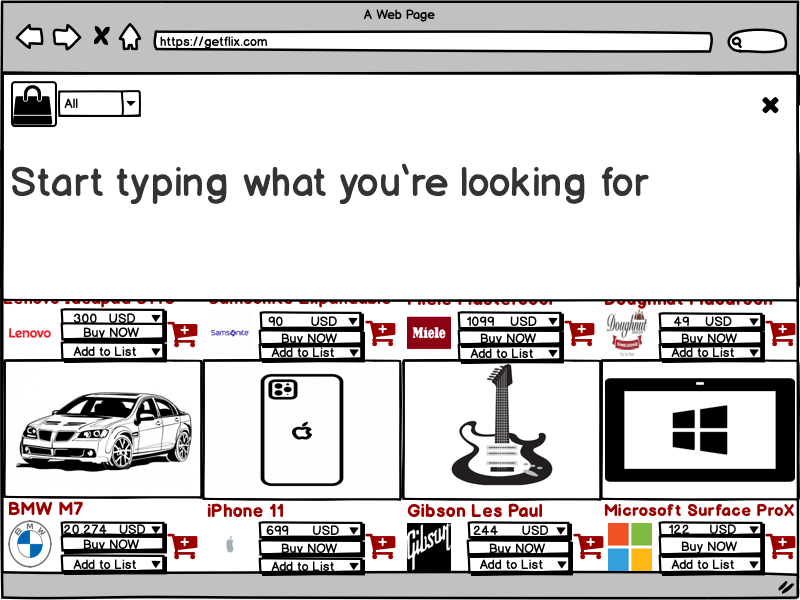 A Web Page
https://getflix.com
All
Start typing what you're looking for
300 USD
Buy NOW
Add to List
Lenovo
90 USD
Buy NOW
Add to List
Samsonite
1099 USD
Buy NOW
Add to List
Miele
49 USD
Buy NOW
Add to List
Doughnut
BMW M7
20,274 USD
Buy NOW
Add to List
BMW
iPhone 11
699 USD
Buy NOW
Add to List
Gibson Les Paul
244 USD
Buy NOW
Add to List
Gibson
Microsoft Surface ProX
122 USD
Buy NOW
Add to List